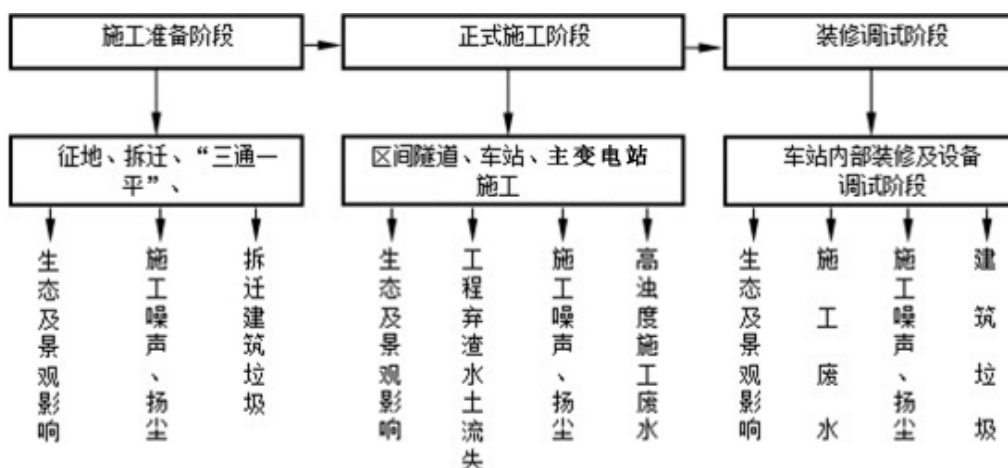 施工准备阶段
正式施工阶段
装修调试阶段
征地、拆迁、“三通一
平”、
区间隧道、车站、主变电站
施工
车站内部装修及设备
调试阶段
生态及景观影响
施工噪声、扬尘
拆迁建筑垃圾
生态及景观影响
工程弃渣水土流失
施工噪声、扬尘
高浊度施工废水
生态及景观影响
施工废水
施工噪声、扬尘
建筑垃圾